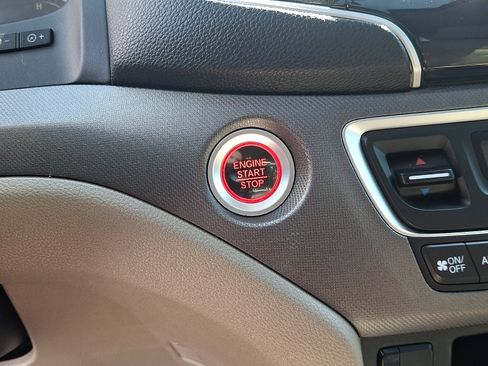 H
- +
ENGINE
START
STOP
ON/
OFF
A